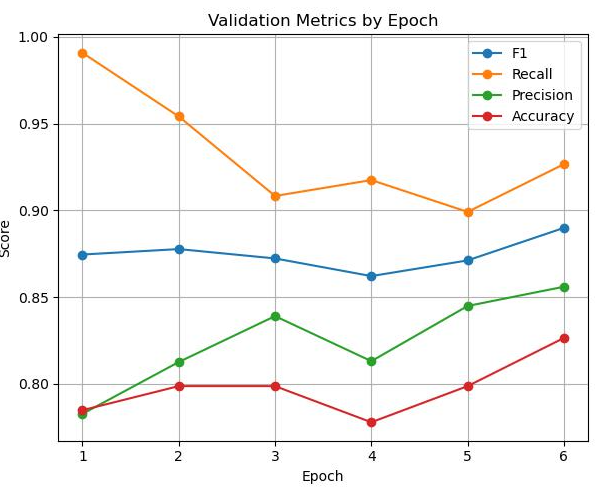 Validation Metrics by Epoch
1.00
0.95
0.90
0.85
0.80
Score
F1
Recall
Precision
Accuracy
1 2 3 4 5 6
Epoch